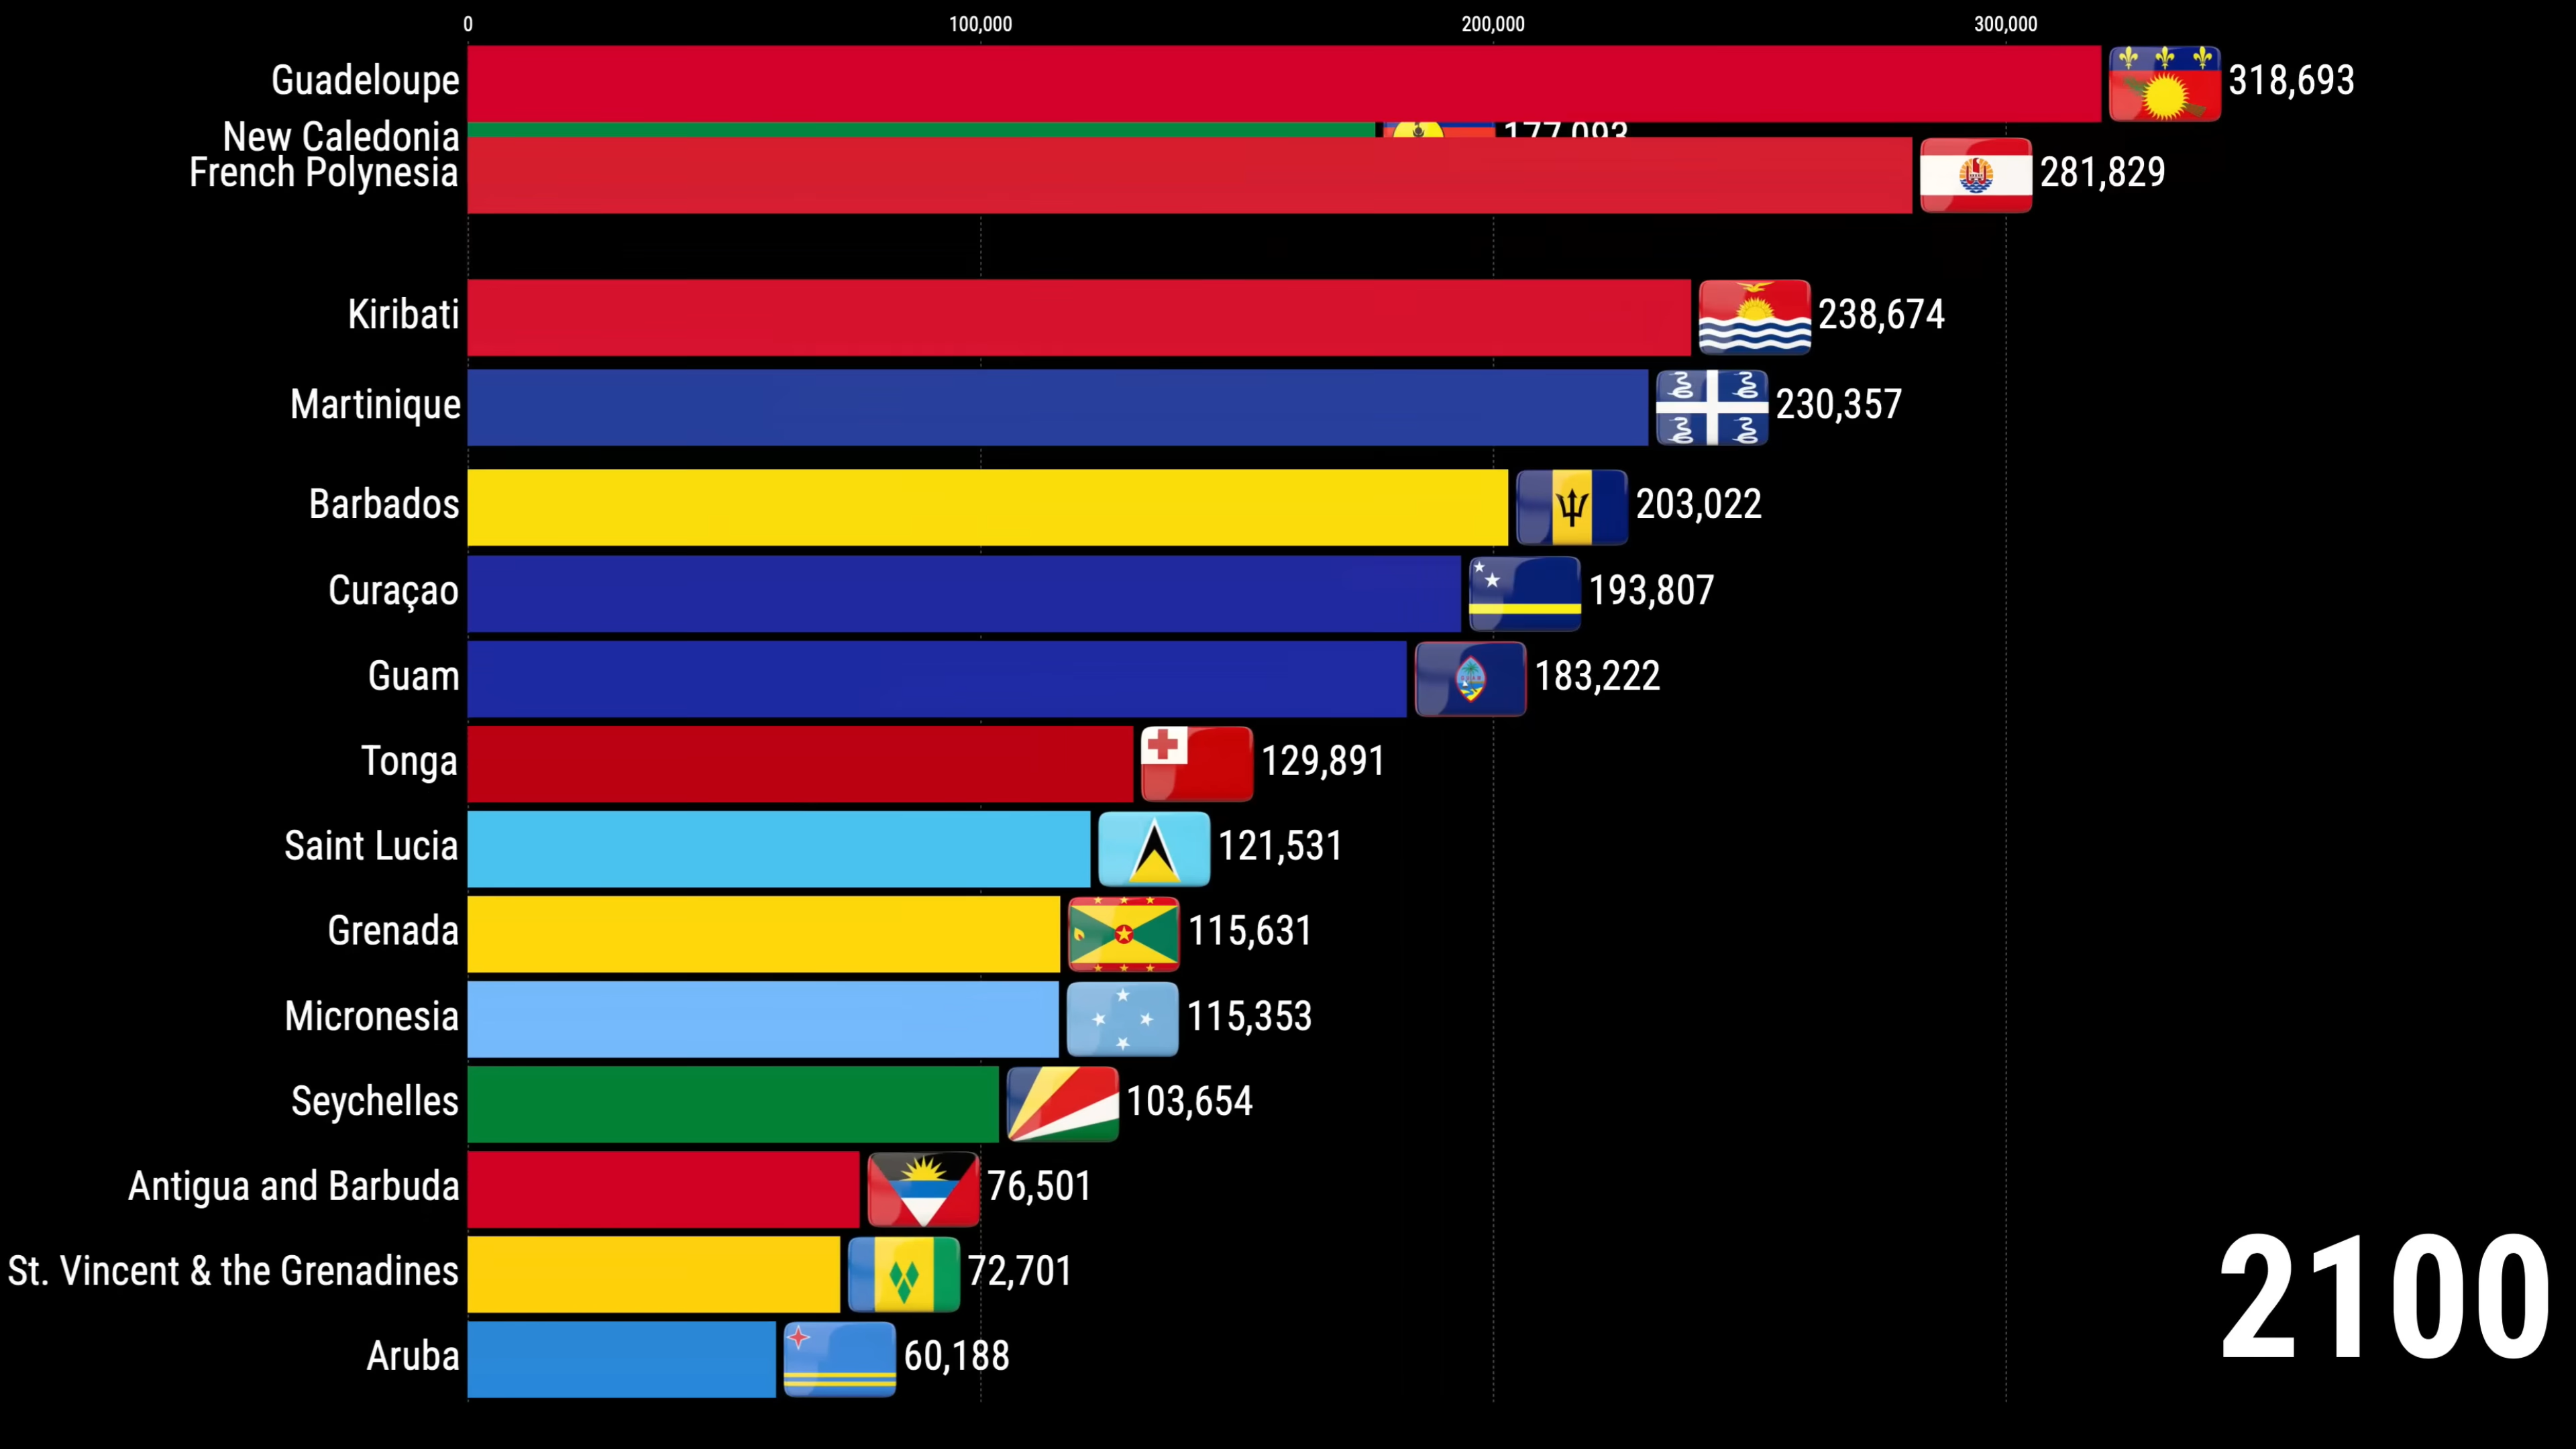 0 100,000 200,000 300,000
Guadeloupe 318,693
New Caledonia 177,093
French Polynesia 281,829
Kiribati 238,674
Martinique 230,357
Barbados 203,022
Curaçao 193,807
Guam 183,222
Tonga 129,891
Saint Lucia 121,531
Grenada 115,631
Micronesia 115,353
Seychelles 103,654
Antigua and Barbuda 76,501
St. Vincent & the Grenadines 72,701
Aruba 60,188
2100